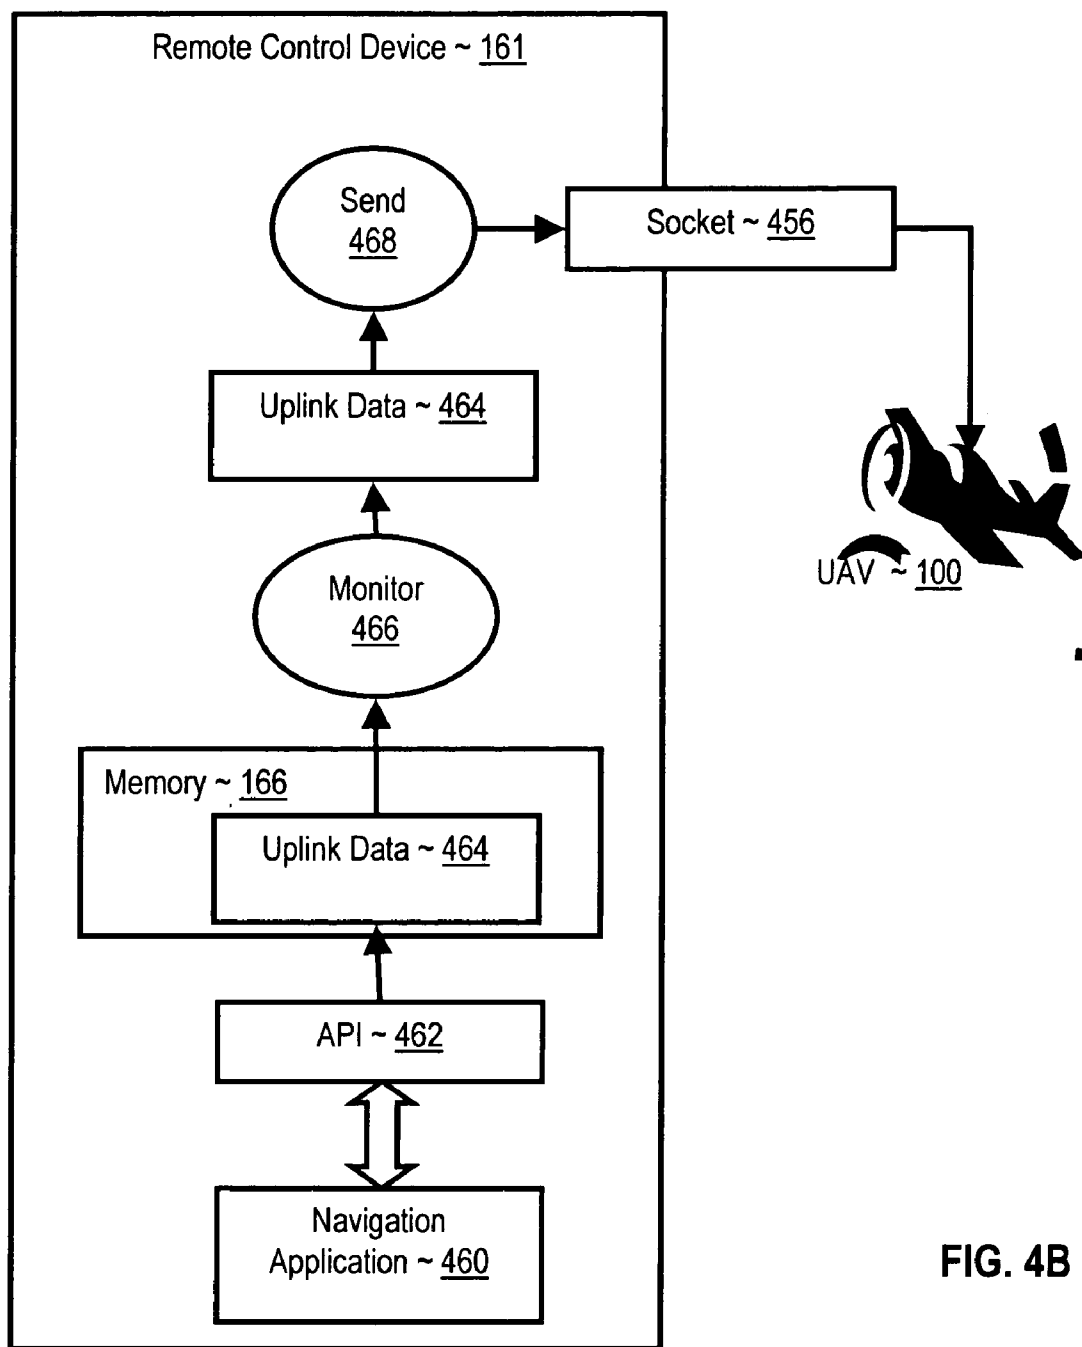 Remote Control Device ~ 161
Send
468
Socket ~ 456
Uplink Data ~ 464
UAV ~ 100
Monitor
466
Memory ~ 166
Uplink Data ~ 464
API ~ 462
Navigation
Application ~ 460
FIG. 4B